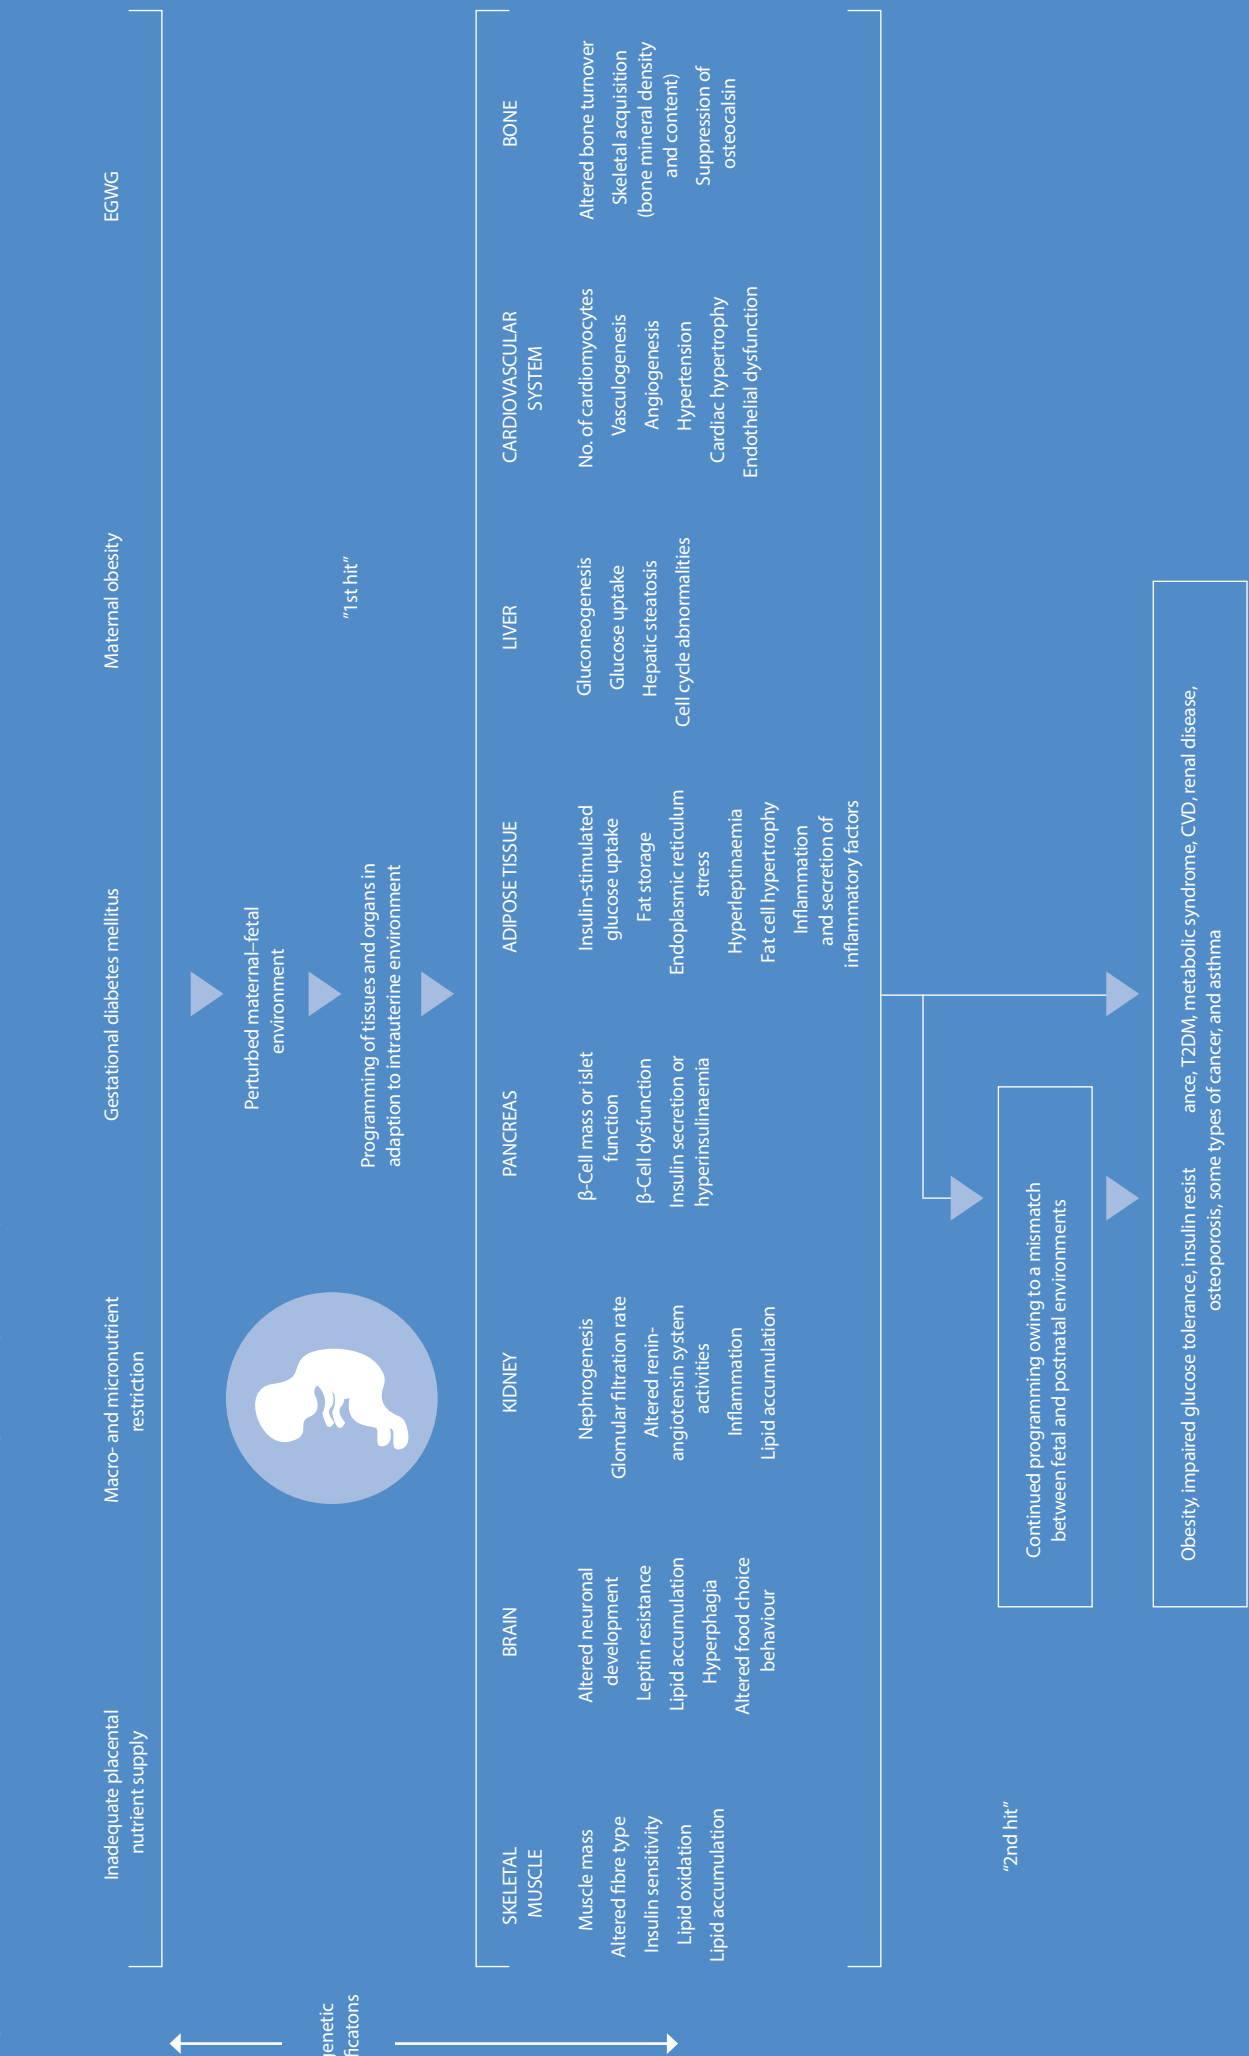 Inadequate placental
nutrient supply
Macro- and micronutrient
restriction
Gestational diabetes mellitus
Maternal obesity
EGWG
Perturbed maternal–fetal
environment
"1st hit"
Programming of tissues and organs in
adaption to intrauterine environment
genetic
ficatons
SKELETAL
MUSCLE
Muscle mass
Altered fibre type
Insulin sensitivity
Lipid oxidation
Lipid accumulation
BRAIN
Altered neuronal
development
Leptin resistance
Lipid accumulation
Hyperphagia
Altered food choice
behaviour
KIDNEY
Nephrogenesis
Glomular filtration rate
Altered renin-
angiotensin system
activities
Inflammation
Lipid accumulation
PANCREAS
β-Cell mass or islet
function
β-Cell dysfunction
Insulin secretion or
hyperinsulinaemia
ADIPOSE TISSUE
Insulin-stimulated
glucose uptake
Fat storage
Endoplasmic reticulum
stress
Hyperleptinaemia
Fat cell hypertrophy
Inflammation
and secretion of
inflammatory factors
LIVER
Gluconeogenesis
Glucose uptake
Hepatic steatosis
Cell cycle abnormalities
CARDIOVASCULAR
SYSTEM
No. of cardiomyocytes
Vasculogenesis
Angiogenesis
Hypertension
Cardiac hypertrophy
Endothelial dysfunction
BONE
Altered bone turnover
Skeletal acquisition
(bone mineral density
and content)
Suppression of
osteocalsin
"2nd hit"
Continued programming owing to a mismatch
between fetal and postnatal environments
Obesity, impaired glucose tolerance, insulin resist ance, T2DM, metabolic syndrome, CVD, renal disease,
osteoporosis, some types of cancer, and asthma